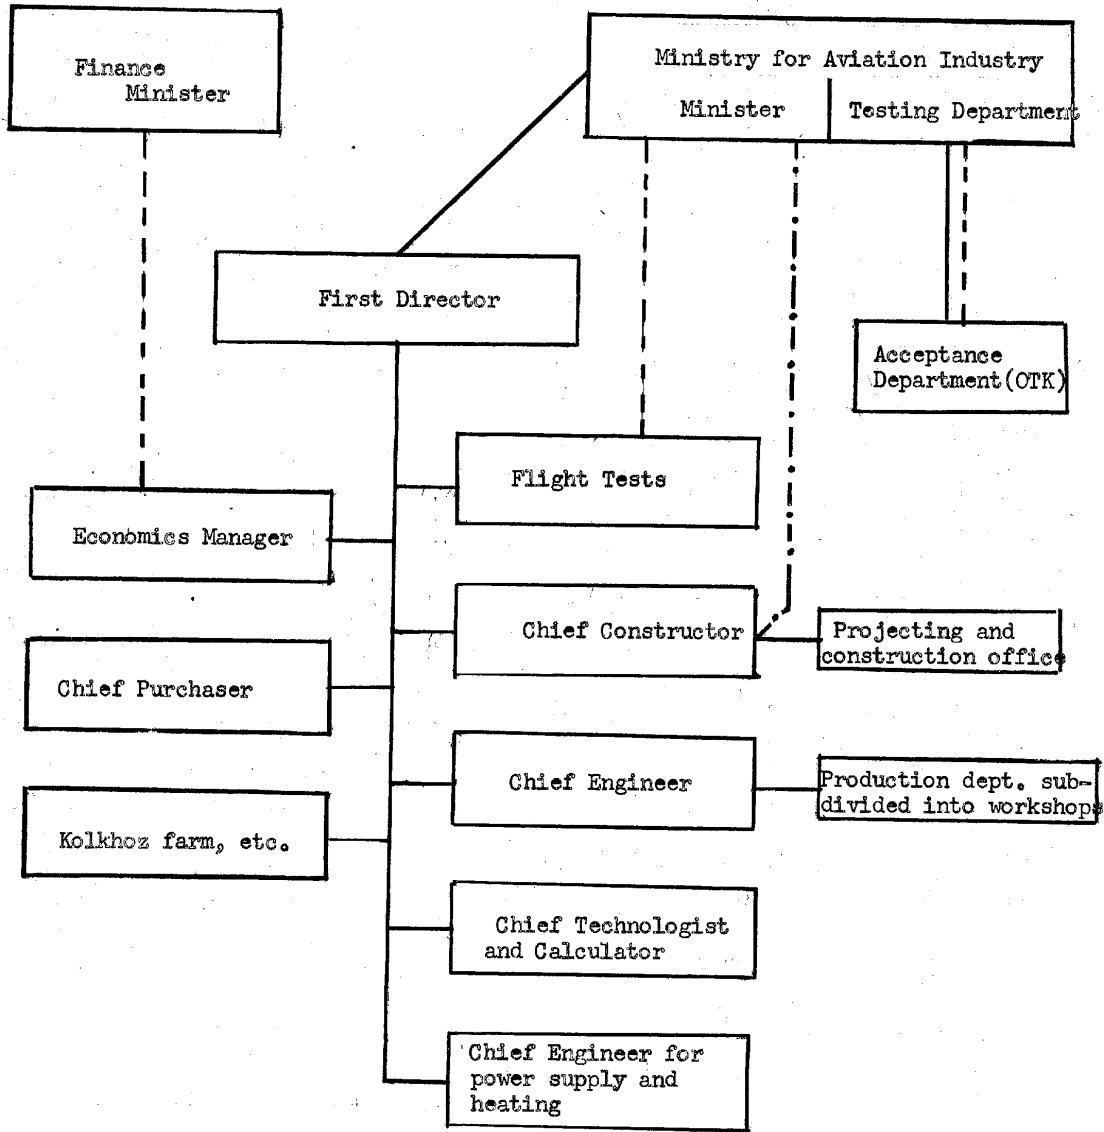 Finance
Minister
Ministry for Aviation Industry
Minister
Testing Department
First Director
Acceptance
Department(OTK)
Flight Tests
Economics Manager
Chief Constructor
Projecting and
construction office
Chief Purchaser
Chief Engineer
Production dept. sub-
divided into workshops
Kolkhoz farm, etc.
Chief Technologist
and Calculator
Chief Engineer for
power supply and
heating